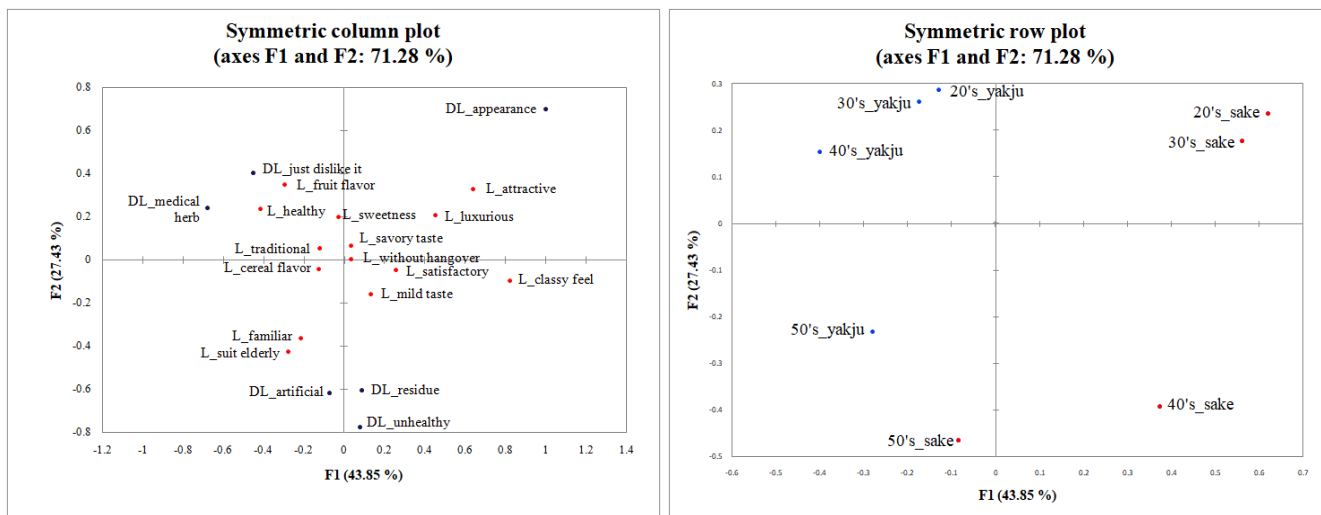 Symmetric column plot
(axes F1 and F2: 71.28 %)
0.8
0.6
0.4
0.2
0
-0.2
-0.4
-0.6
-0.8
F2 (27.43 %)
DL_appearance
DL_just dislike it
L_fruit flavor
L_attractive
DL_medical
herb
L_healthy
L_sweetness
L_luxurious
L_savory taste
L_traditional
L_without hangover
L_cereal flavor
L_satisfactory
L_classy feel
L_mild taste
L_familiar
L_suit elderly
DL_artificial
DL_residue
DL_unhealthy
-1.2 -1 -0.8 -0.6 -0.4 -0.2 0 0.2 0.4 0.6 0.8 1 1.2 1.4
F1 (43.85 %)
Symmetric row plot
(axes F1 and F2: 71.28 %)
0.3
0.2
0.1
0
-0.1
-0.2
-0.3
-0.4
-0.5
F2 (27.43 %)
20's_yakju
30's_yakju
20's_sake
30's_sake
40's_yakju
50's_yakju
40's_sake
50's_sake
-0.6 -0.5 -0.4 -0.3 -0.2 -0.1 0 0.1 0.2 0.3 0.4 0.5 0.6 0.7
F1 (43.85 %)